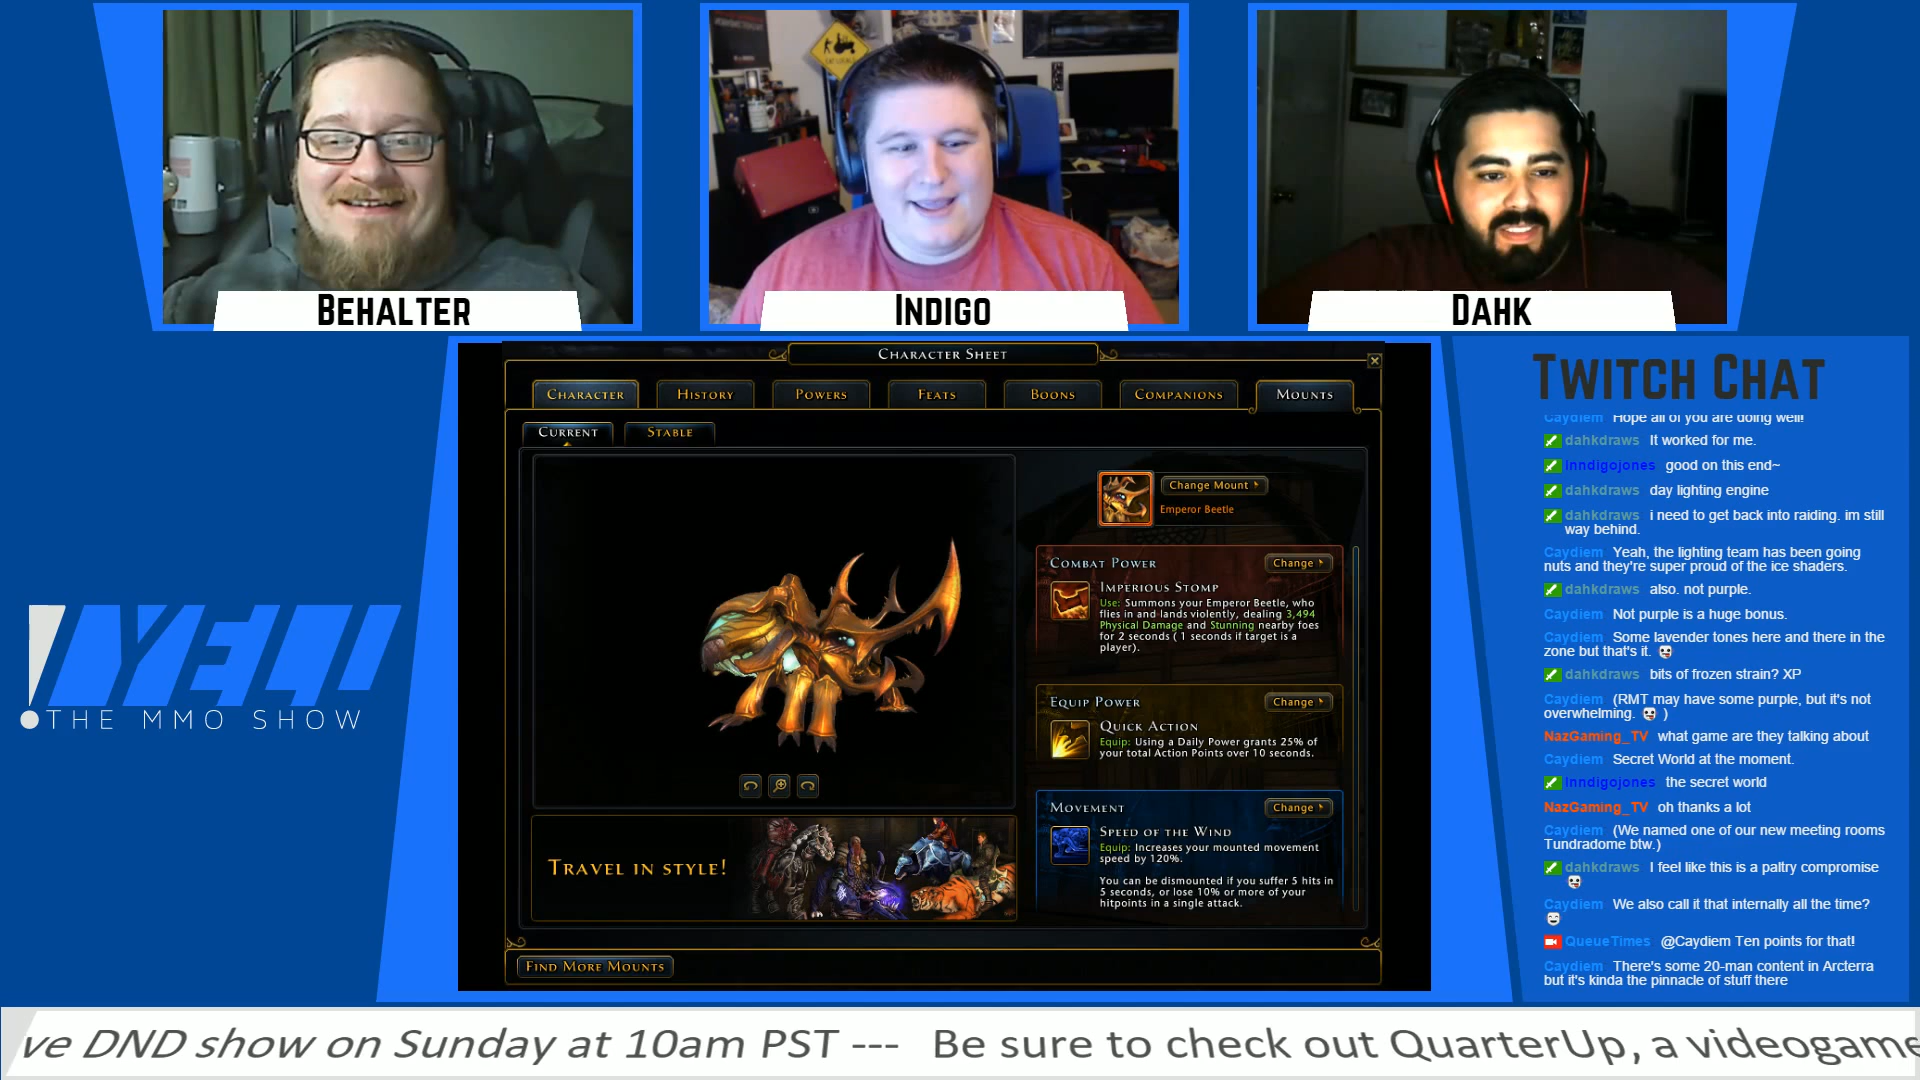 BEHALTER
INDIGO
DAHK
CHARACTER SHEET
CHARACTER
HISTORY
POWERS
FEATS
BOONS
COMPANIONS
MOUNTS
CURRENT
STABLE
Change Mount
Emperor Beetle
COMBAT POWER
Change
IMPERIOUS STOMP
Use: Summons your Emperor Beetle, who
flies in and lands violently, dealing 3,494
Physical Damage and Stunning nearby foes
for 2 seconds ( 1 seconds if target is a
player).
EQUIP POWER
Change
QUICK ACTION
Equip: Using a Daily Power grants 25% of
your total Action Points over 10 seconds.
MOVEMENT
Change
SPEED OF THE WIND
Equip: Increases your mounted movement
speed by 120%.
You can be dismounted if you suffer 5 hits in
5 seconds, or lose 10% or more of your
hitpoints in a single attack.
TRAVEL IN STYLE!
FIND MORE MOUNTS
!YELL
THE MMO SHOW
TWITCH CHAT
Caydiem Hope all of you are doing well!
dahkdraws It worked for me.
Inndigojones good on this end~
dahkdraws day lighting engine
dahkdraws i need to get back into raiding. im still
way behind.
Caydiem Yeah, the lighting team has been going
nuts and they're super proud of the ice shaders.
dahkdraws also. not purple.
Caydiem Not purple is a huge bonus.
Caydiem Some lavender tones here and there in the
zone but that's it.
dahkdraws bits of frozen strain? XP
Caydiem (RMT may have some purple, but it's not
overwhelming. )
NazGaming_TV what game are they talking about
Caydiem Secret World at the moment.
Inndigojones the secret world
NazGaming_TV oh thanks a lot
Caydiem (We named one of our new meeting rooms
Tundradome btw.)
dahkdraws I feel like this is a paltry compromise
Caydiem We also call it that internally all the time?
QueueTimes @Caydiem Ten points for that!
Caydiem There's some 20-man content in Arcterra
but it's kinda the pinnacle of stuff there
ve DND show on Sunday at 10am PST --- Be sure to check out QuarterUp, a videogame